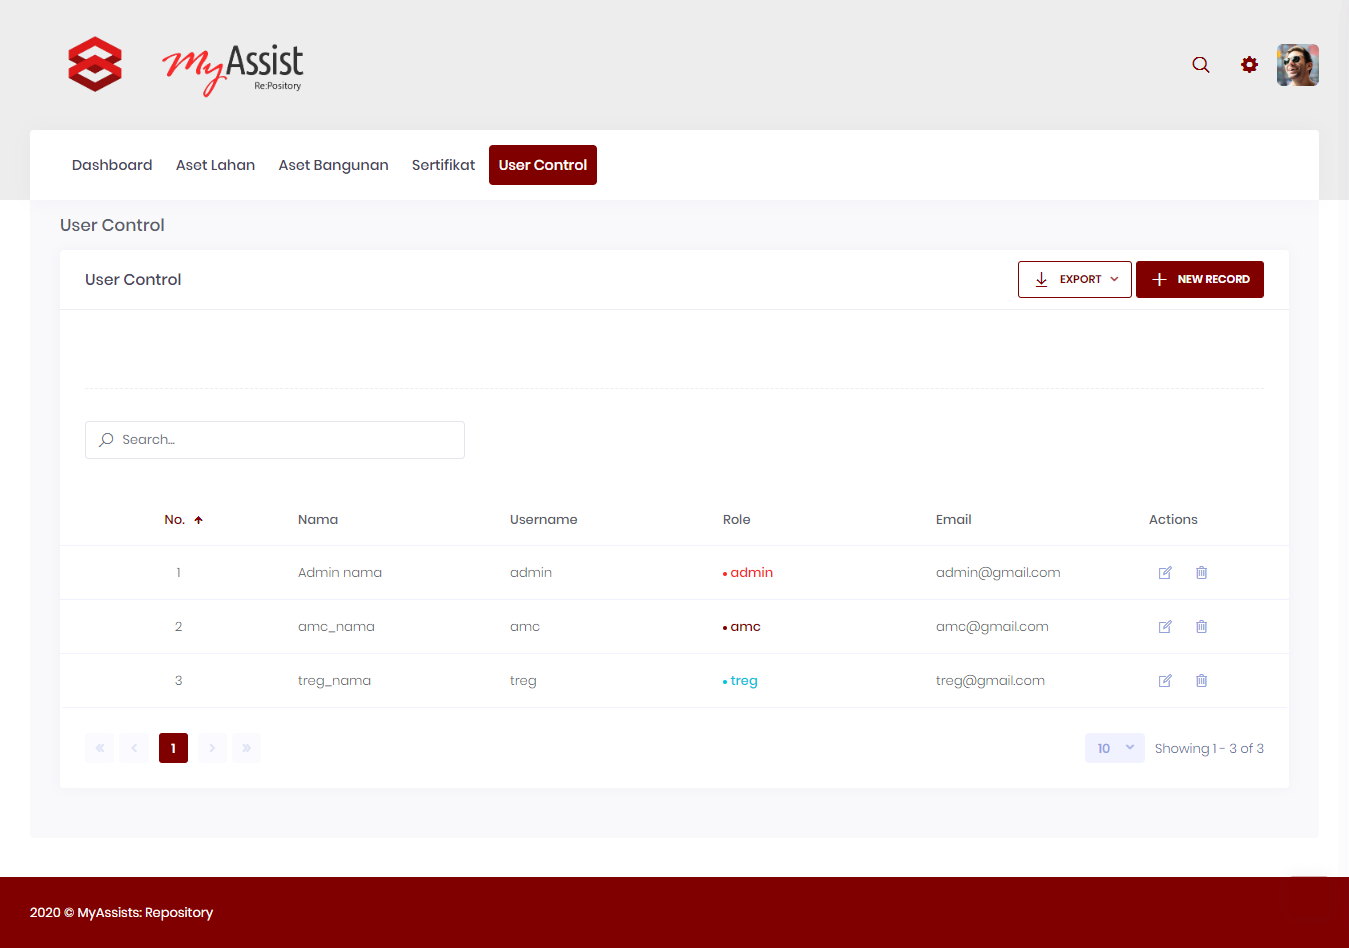 MyAssist
Re:Pository
Dashboard Aset Lahan Aset Bangunan Sertifikat User Control
User Control
User Control EXPORT NEW RECORD
Search...
No. Nama Username Role Email Actions
1 Admin nama admin admin admin@gmail.com
2 amc_nama amc amc amc@gmail.com
3 treg_nama treg treg treg@gmail.com
« ‹ 1 › » 10 Showing 1 - 3 of 3
2020 © MyAssists: Repository